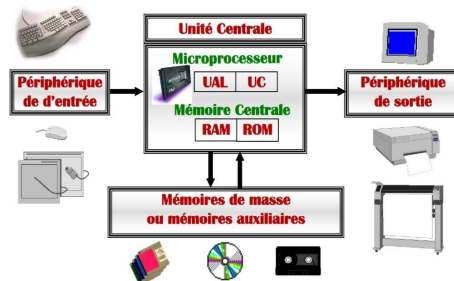 Unité Centrale
Microprocesseur
UAL UC
Mémoire Centrale
RAM ROM
Périphérique
de d'entrée
Périphérique
de sortie
Mémoires de masse
ou mémoires auxiliaires